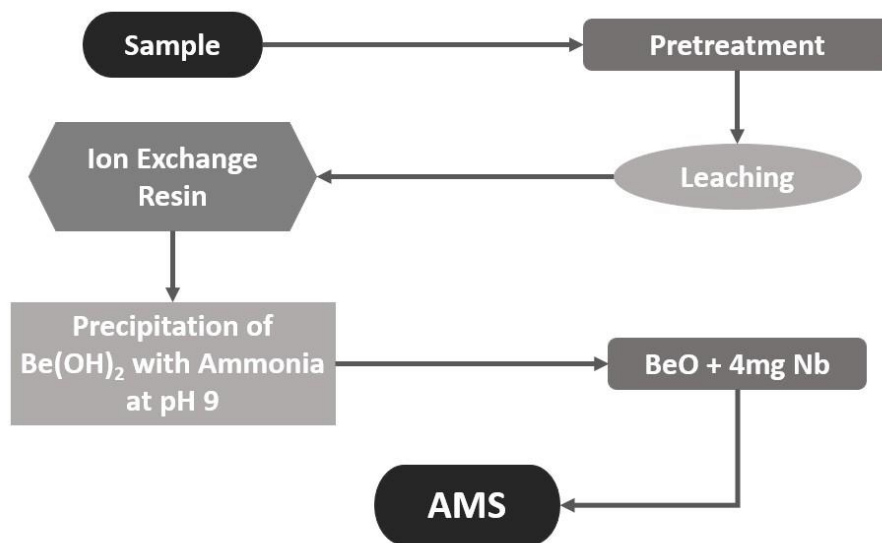 Sample
Pretreatment
Leaching
Ion Exchange
Resin
Precipitation of
Be(OH)₂ with Ammonia
at pH 9
BeO + 4mg Nb
AMS